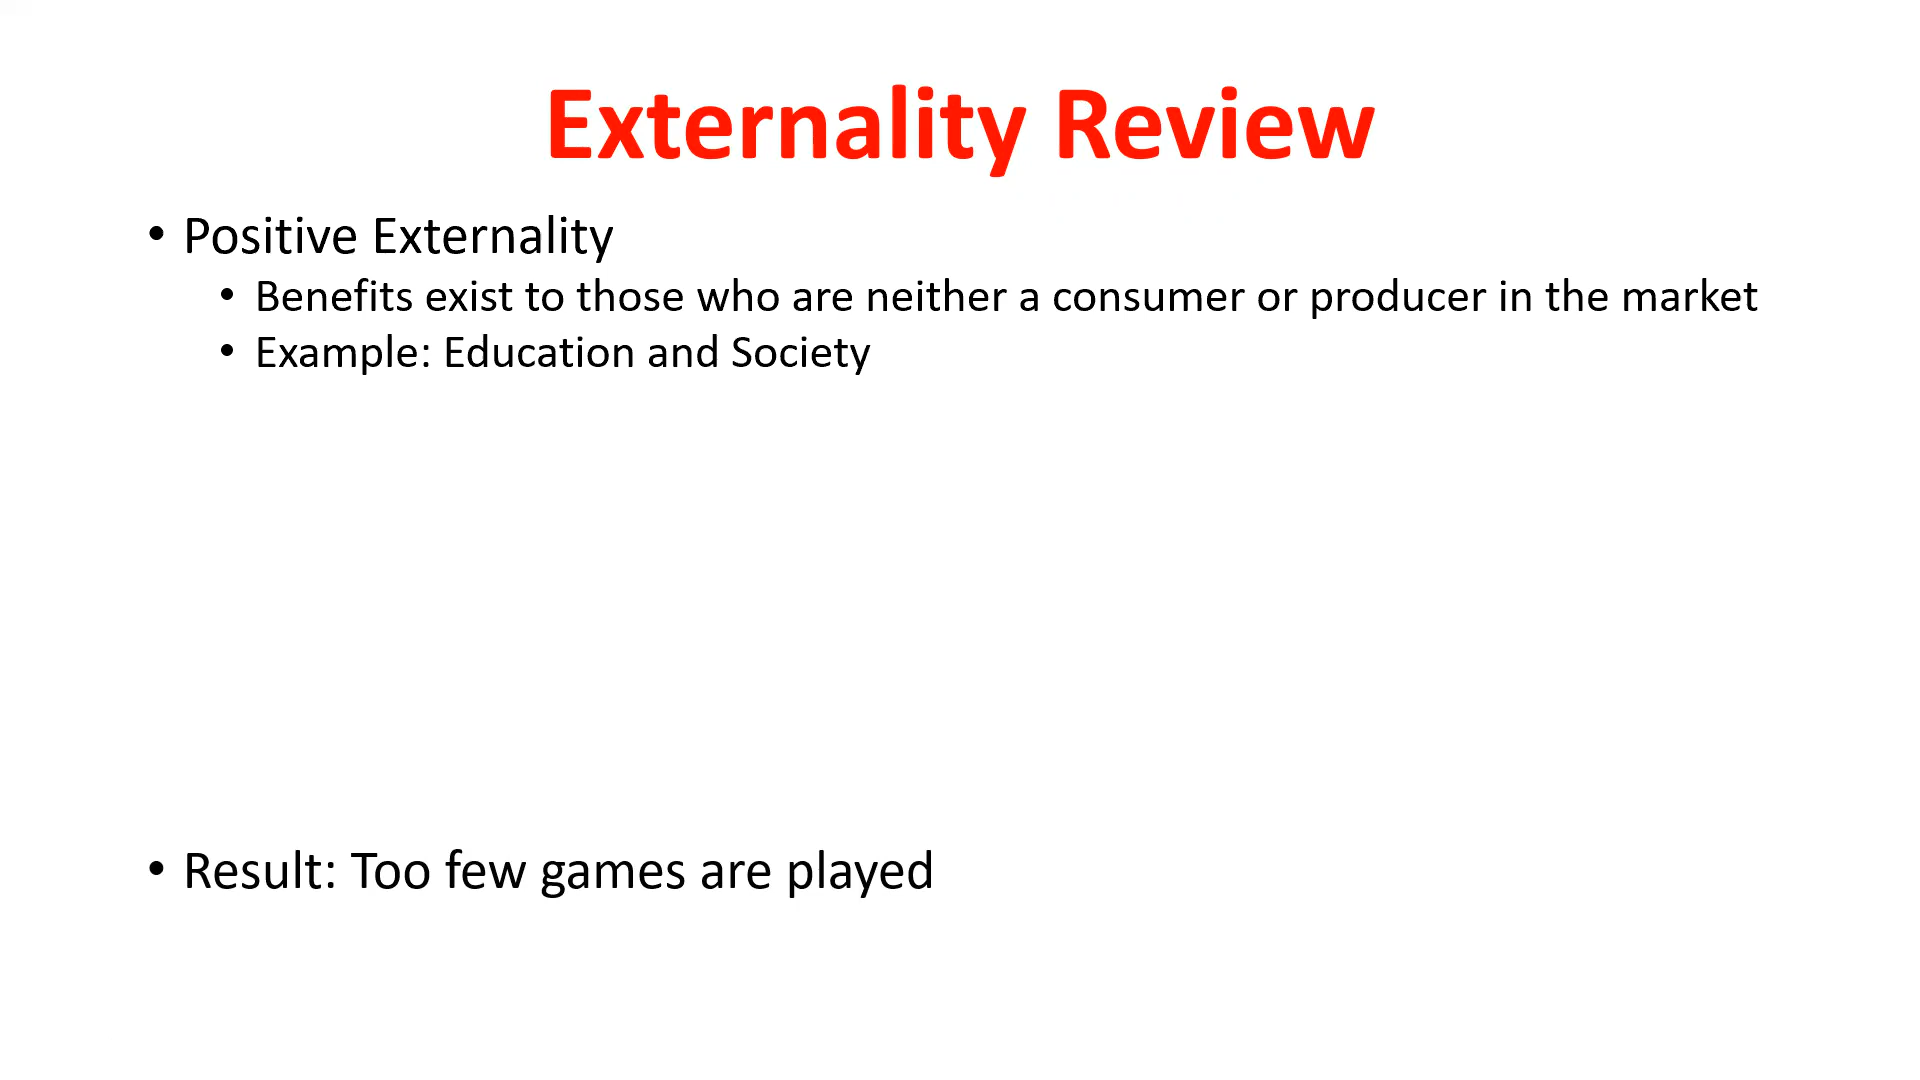 Externality Review
• Positive Externality
• Benefits exist to those who are neither a consumer or producer in the market
• Example: Education and Society
• Result: Too few games are played